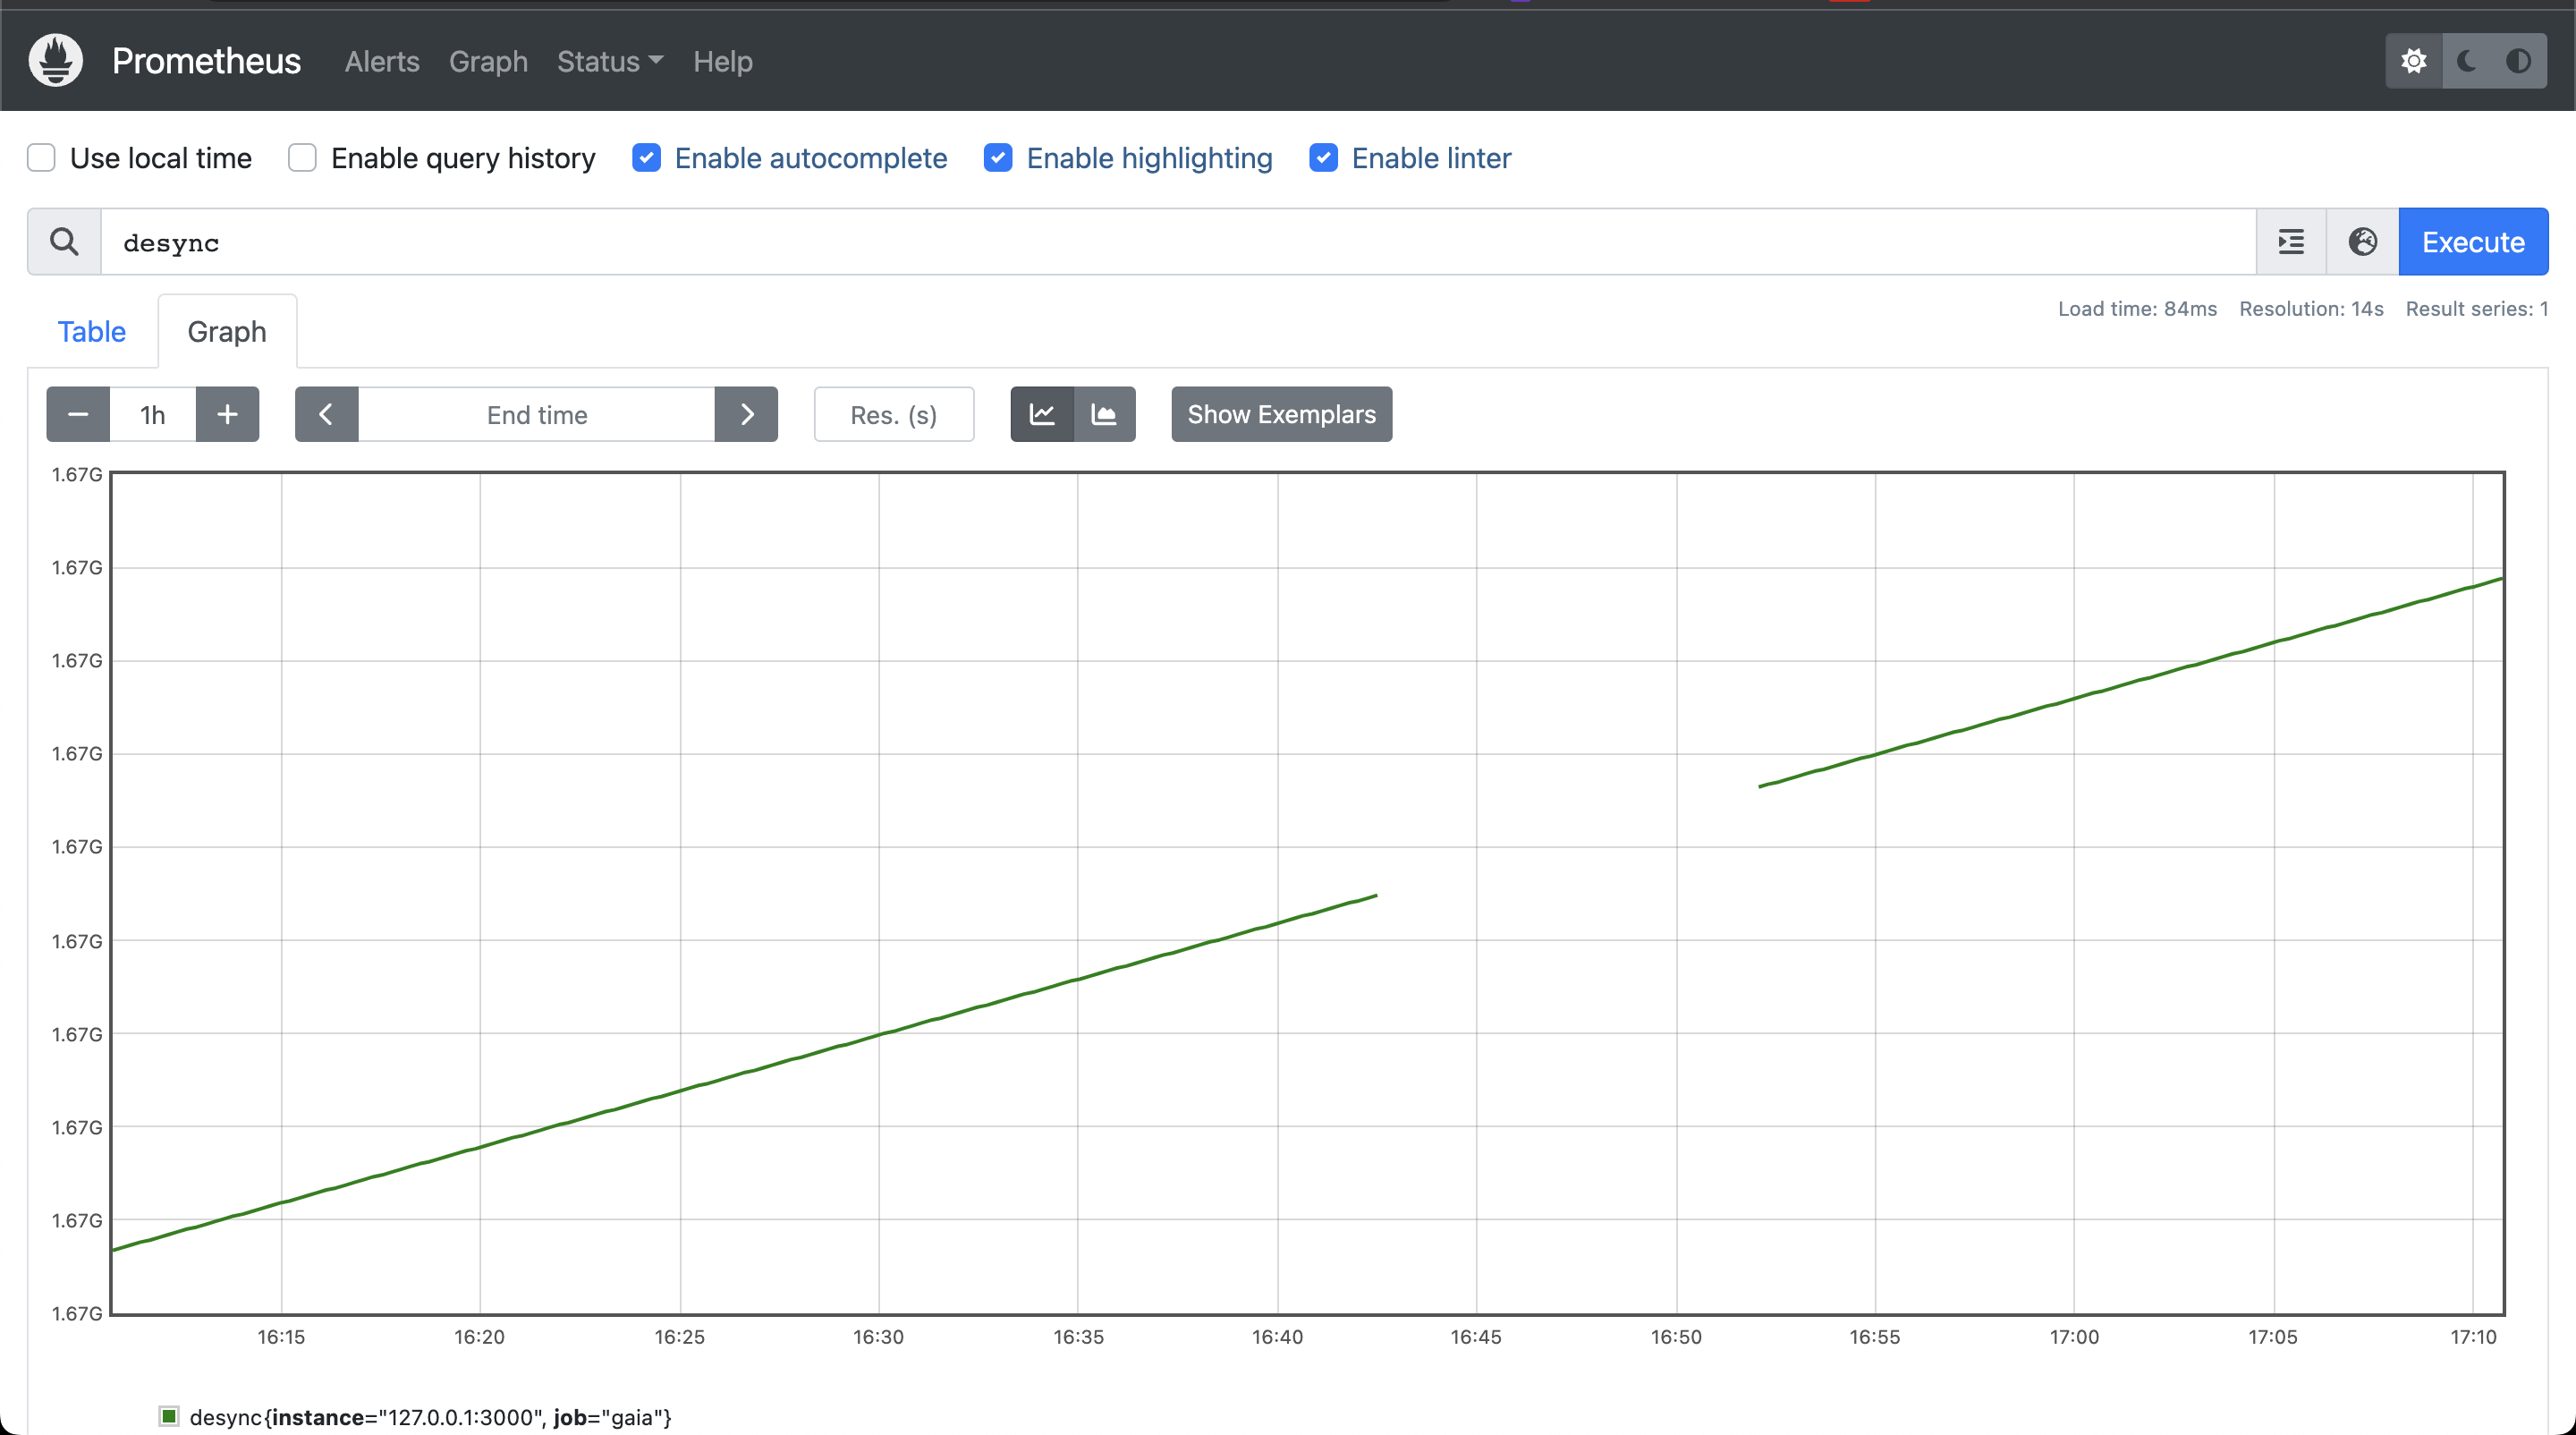 Prometheus Alerts Graph Status Help
Use local time Enable query history Enable autocomplete Enable highlighting Enable linter
desync Execute
Table Graph Load time: 84ms Resolution: 14s Result series: 1
1h End time Res. (s) Show Exemplars
1.67G
1.67G
1.67G
1.67G
1.67G
1.67G
1.67G
1.67G
1.67G
1.67G
16:15 16:20 16:25 16:30 16:35 16:40 16:45 16:50 16:55 17:00 17:05 17:10
desync{instance="127.0.0.1:3000", job="gaia"}